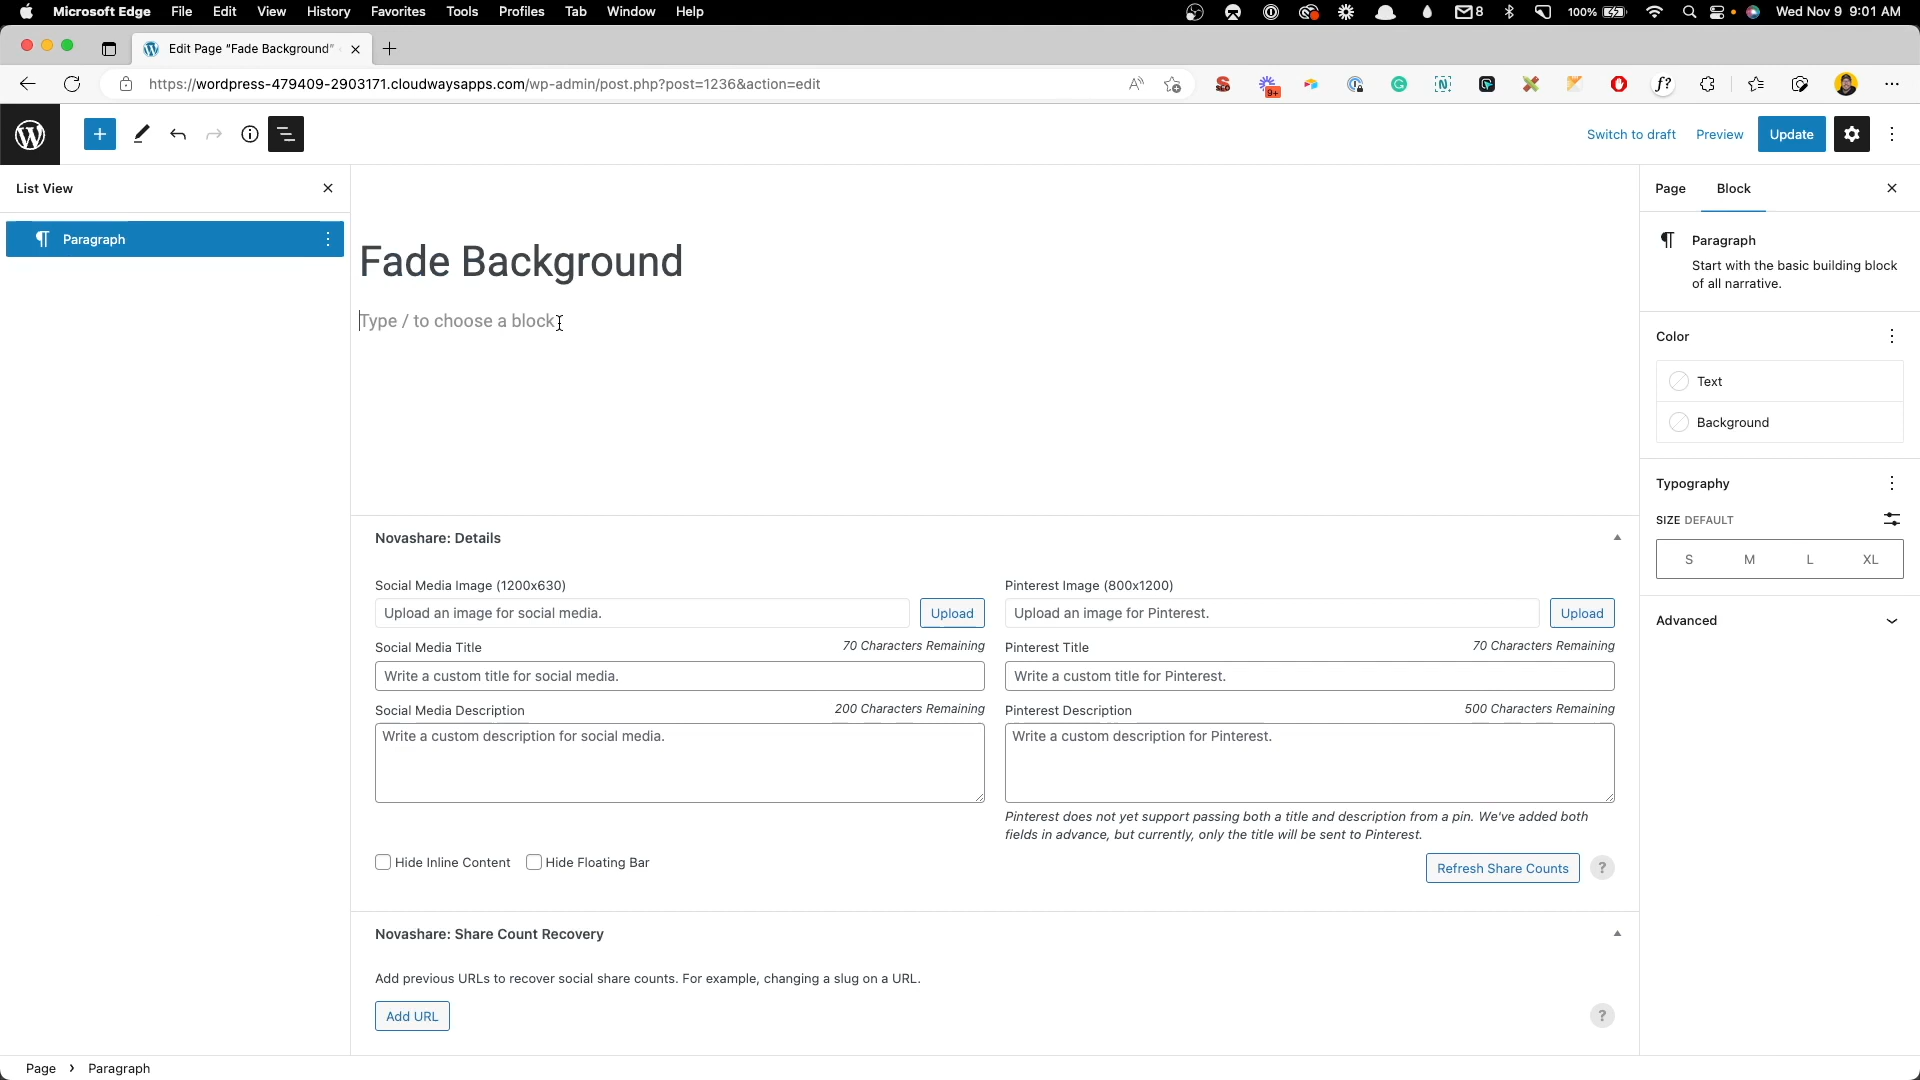 Microsoft Edge File Edit View History Favorites Tools Profiles Tab Window Help 8 100% Wed Nov 9 9:01 AM
Edit Page "Fade Background"
https://wordpress-479409-2903171.cloudwaysapps.com/wp-admin/post.php?post=1236&action=edit
9+
Switch to draft Preview Update
List View
Page Block
Paragraph
Paragraph
Start with the basic building block
of all narrative.
Fade Background
Type / to choose a block
Color
Text
Background
Typography
SIZE DEFAULT
S M L XL
Advanced
Novashare: Details
Social Media Image (1200x630)
Upload an image for social media. Upload
Social Media Title 70 Characters Remaining
Write a custom title for social media.
Social Media Description 200 Characters Remaining
Write a custom description for social media.
Pinterest Image (800x1200)
Upload an image for Pinterest. Upload
Pinterest Title 70 Characters Remaining
Write a custom title for Pinterest.
Pinterest Description 500 Characters Remaining
Write a custom description for Pinterest.
Pinterest does not yet support passing both a title and description from a pin. We've added both
fields in advance, but currently, only the title will be sent to Pinterest.
Hide Inline Content Hide Floating Bar
Refresh Share Counts ?
Novashare: Share Count Recovery
Add previous URLs to recover social share counts. For example, changing a slug on a URL.
Add URL ?
Page › Paragraph